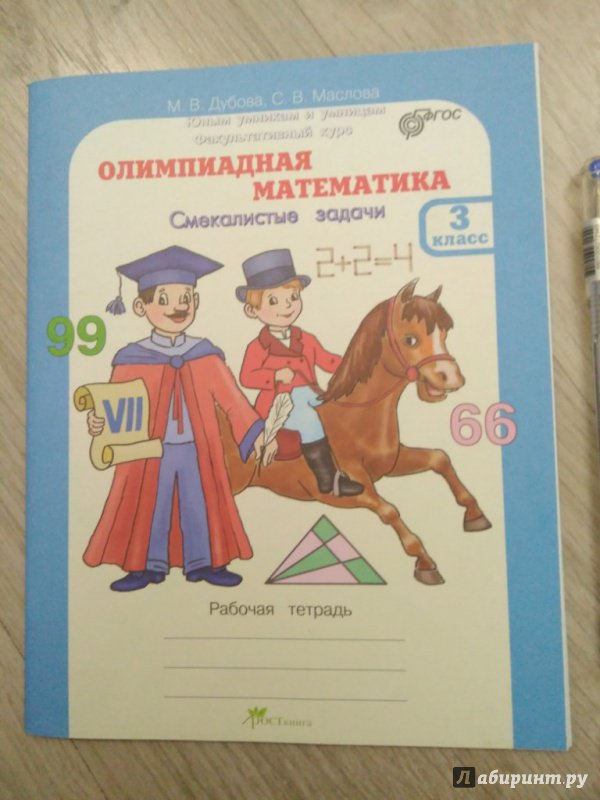 М. В. Дубова, С. В. Маслова
Юным умникам и умницам
Факультативный курс
ФГОС
ОЛИМПИАДНАЯ
МАТЕМАТИКА
Смекалистые задачи
3
класс
2+2=4
99
VII
66
Рабочая тетрадь
РОСТкнига
Лабиринт.ру